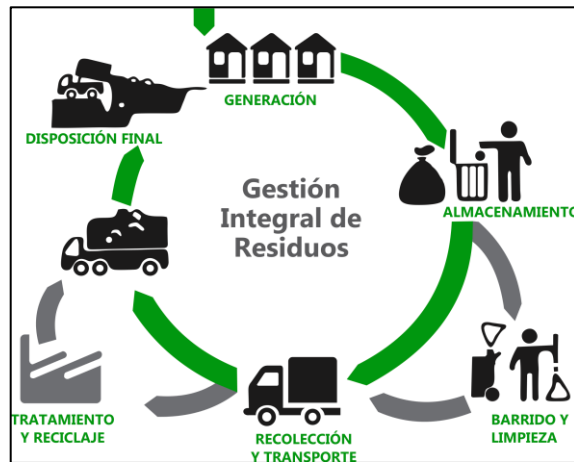 GENERACIÓN
DISPOSICIÓN FINAL
Gestión
Integral de
Residuos
ALMACENAMIENTO
TRATAMIENTO
Y RECICLAJE
RECOLECCIÓN
Y TRANSPORTE
BARRIDO Y
LIMPIEZA